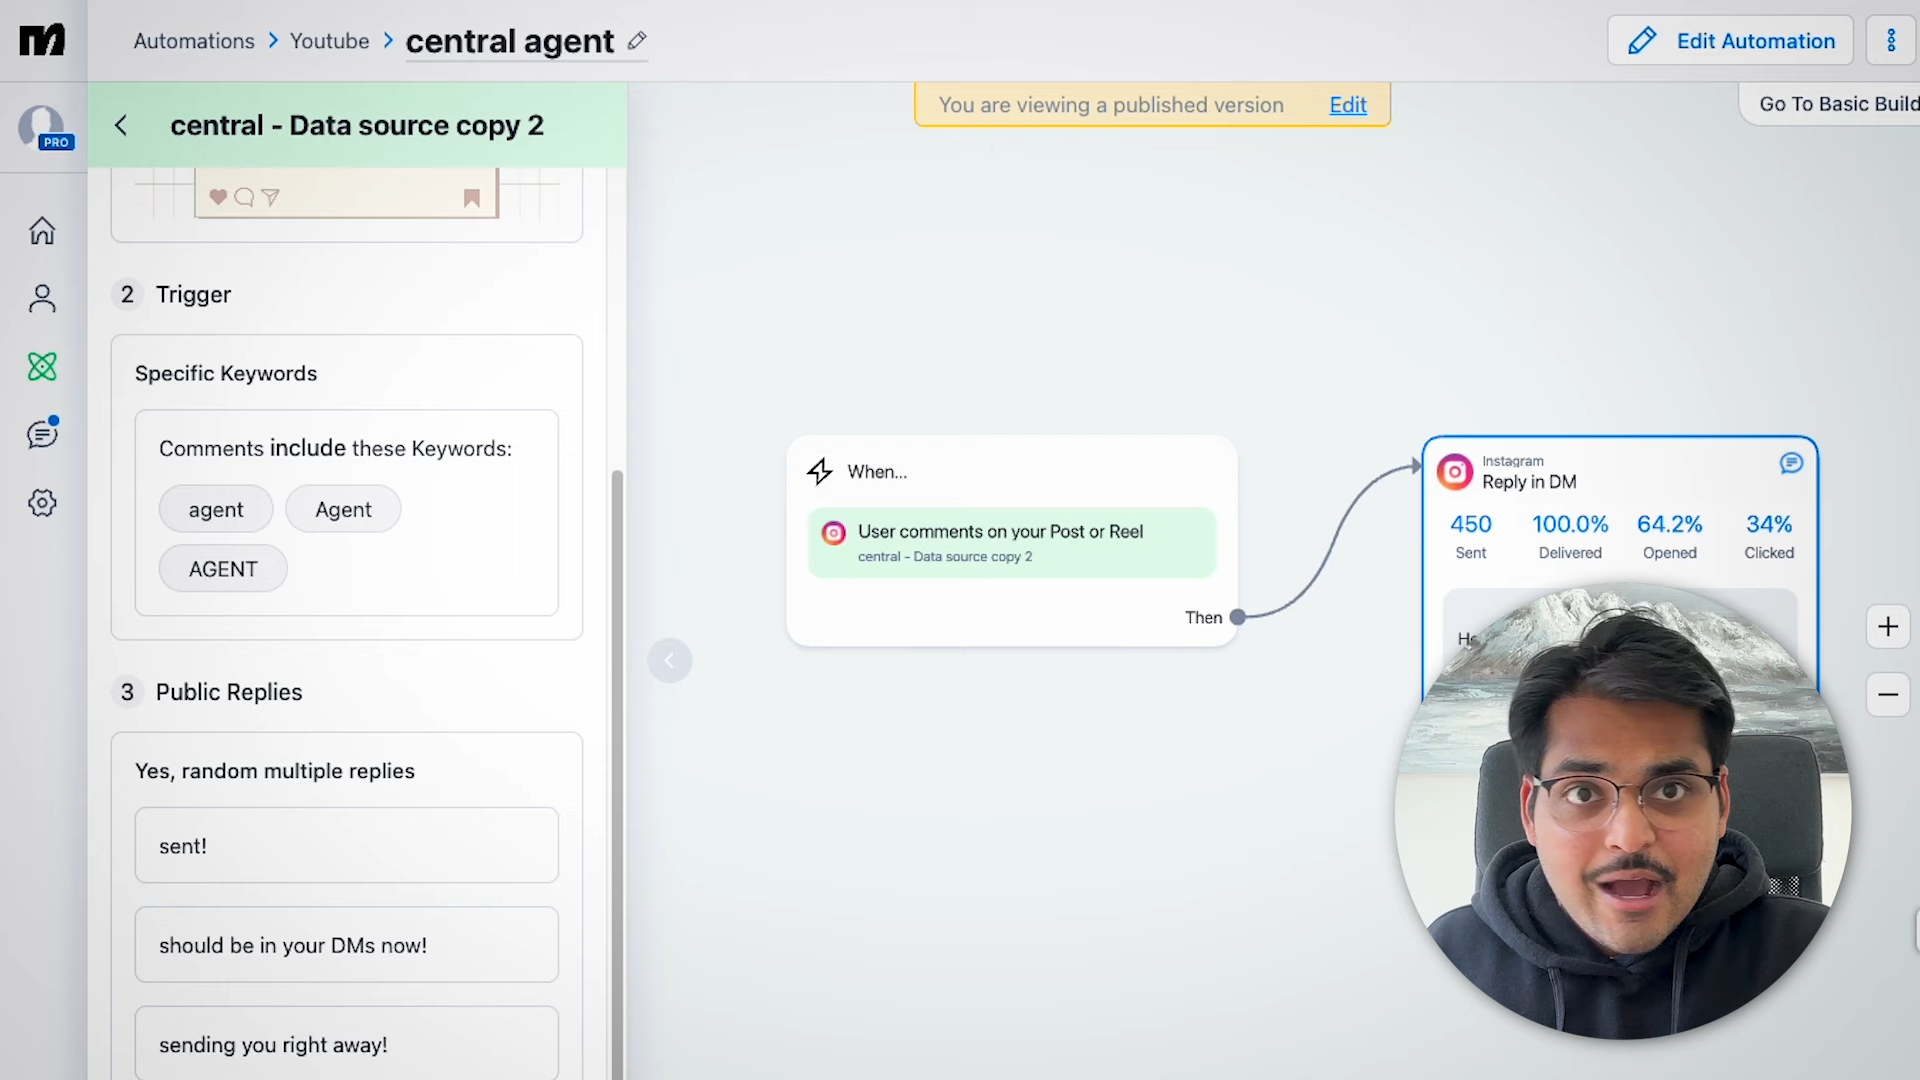 Automations > Youtube > central agent
Edit Automation
PRO
central - Data source copy 2
You are viewing a published version Edit
Go To Basic Build
2 Trigger
Specific Keywords
Comments include these Keywords:
agent Agent
AGENT
3 Public Replies
Yes, random multiple replies
sent!
should be in your DMs now!
sending you right away!
When...
User comments on your Post or Reel
central - Data source copy 2
Then
Instagram
Reply in DM
450 100.0% 64.2% 34%
Sent Delivered Opened Clicked